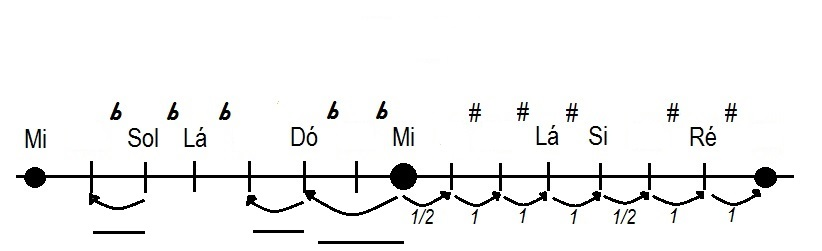 b b b b b # # # # #
Mi Sol Lá Dó Mi Lá Si Ré
1/2 1 1 1 1/2 1 1